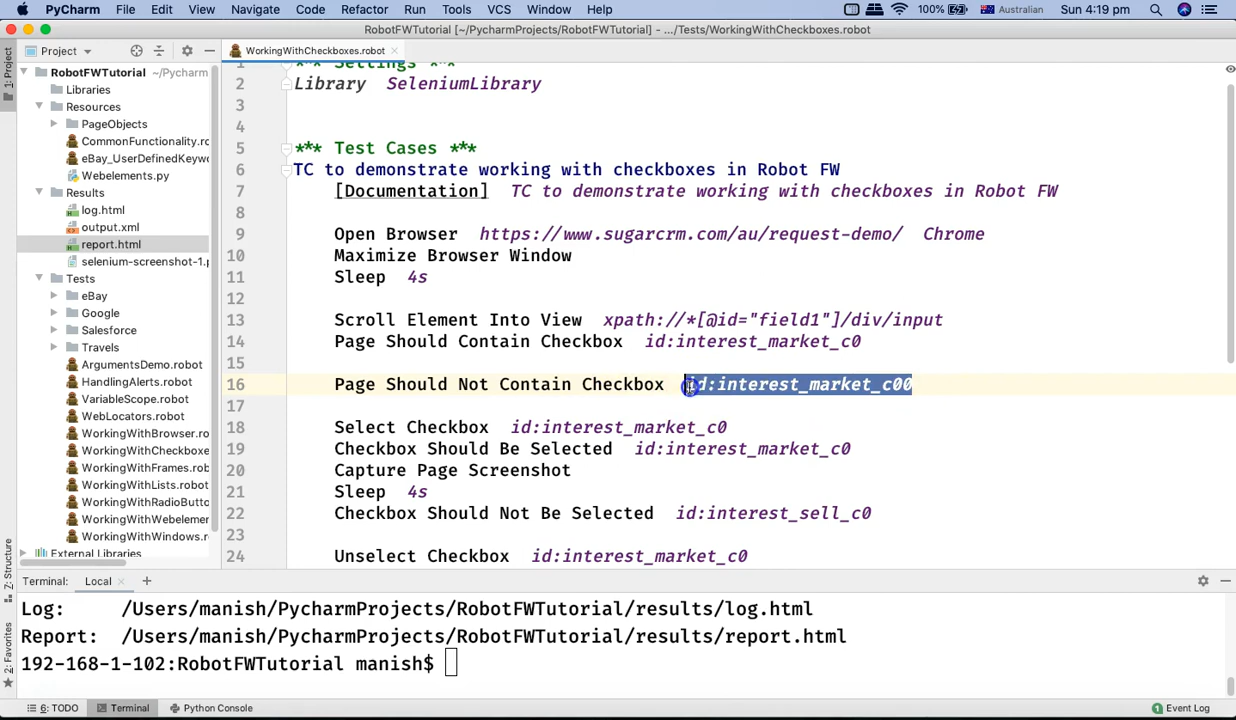 PyCharm File Edit View Navigate Code Refactor Run Tools VCS Window Help 100% Australian Sun 4:19 pm
RobotFWTutorial [~/PycharmProjects/RobotFWTutorial] - .../Tests/WorkingWithCheckboxes.robot
1: Project
Project
WorkingWithCheckboxes.robot
RobotFWTutorial ~/Pycharm
Libraries
Resources
PageObjects
CommonFunctionality.rc
eBay_UserDefinedKeyw
Webelements.py
Results
log.html
output.xml
report.html
selenium-screenshot-1.p
Tests
eBay
Google
Salesforce
Travels
ArgumentsDemo.robot
HandlingAlerts.robot
VariableScope.robot
WebLocators.robot
WorkingWithBrowser.rob
WorkingWithCheckboxe
WorkingWithFrames.rob
WorkingWithLists.robot
WorkingWithRadioButto
WorkingWithWebelemer
WorkingWithWindows.rc
External Libraries
1 *** Settings ***
2 Library SeleniumLibrary
3
4
5 *** Test Cases ***
6 TC to demonstrate working with checkboxes in Robot FW
7 [Documentation] TC to demonstrate working with checkboxes in Robot FW
8
9 Open Browser https://www.sugarcrm.com/au/request-demo/ Chrome
10 Maximize Browser Window
11 Sleep 4s
12
13 Scroll Element Into View xpath://*[@id="field1"]/div/input
14 Page Should Contain Checkbox id:interest_market_c0
15
16 Page Should Not Contain Checkbox id:interest_market_c00
17
18 Select Checkbox id:interest_market_c0
19 Checkbox Should Be Selected id:interest_market_c0
20 Capture Page Screenshot
21 Sleep 4s
22 Checkbox Should Not Be Selected id:interest_sell_c0
23
24 Unselect Checkbox id:interest_market_c0
Z: Structure
2: Favorites
Terminal: Local +
Log: /Users/manish/PycharmProjects/RobotFWTutorial/results/log.html
Report: /Users/manish/PycharmProjects/RobotFWTutorial/results/report.html
192-168-1-102:RobotFWTutorial manish$
6: TODO Terminal Python Console 1 Event Log